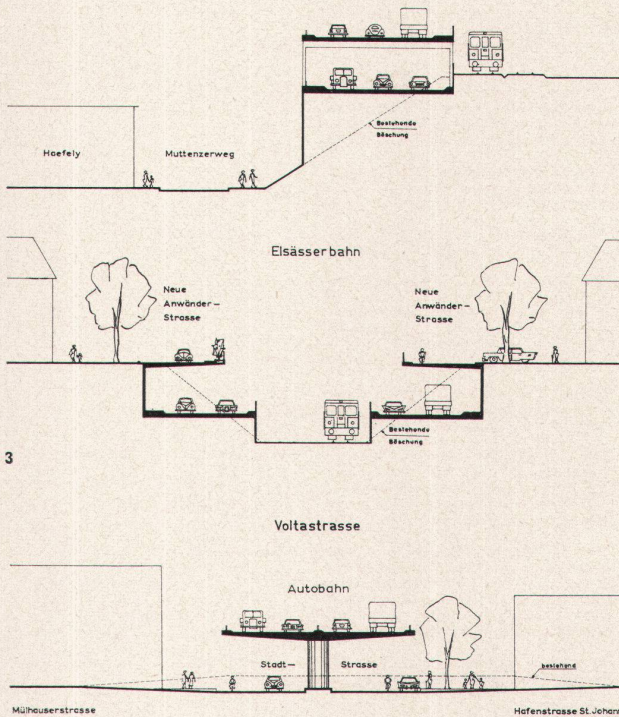 Bestehende
Böschung
Haefely
Muttenzerweg
Elsässerbahn
Neue
Anwänder-
Strasse
Neue
Anwänder-
Strasse
Bestehende
Böschung
3
Voltastrasse
Autobahn
Stadt- Strasse
bestehend
Mülhauserstrasse
Hafenstrasse St. Johann